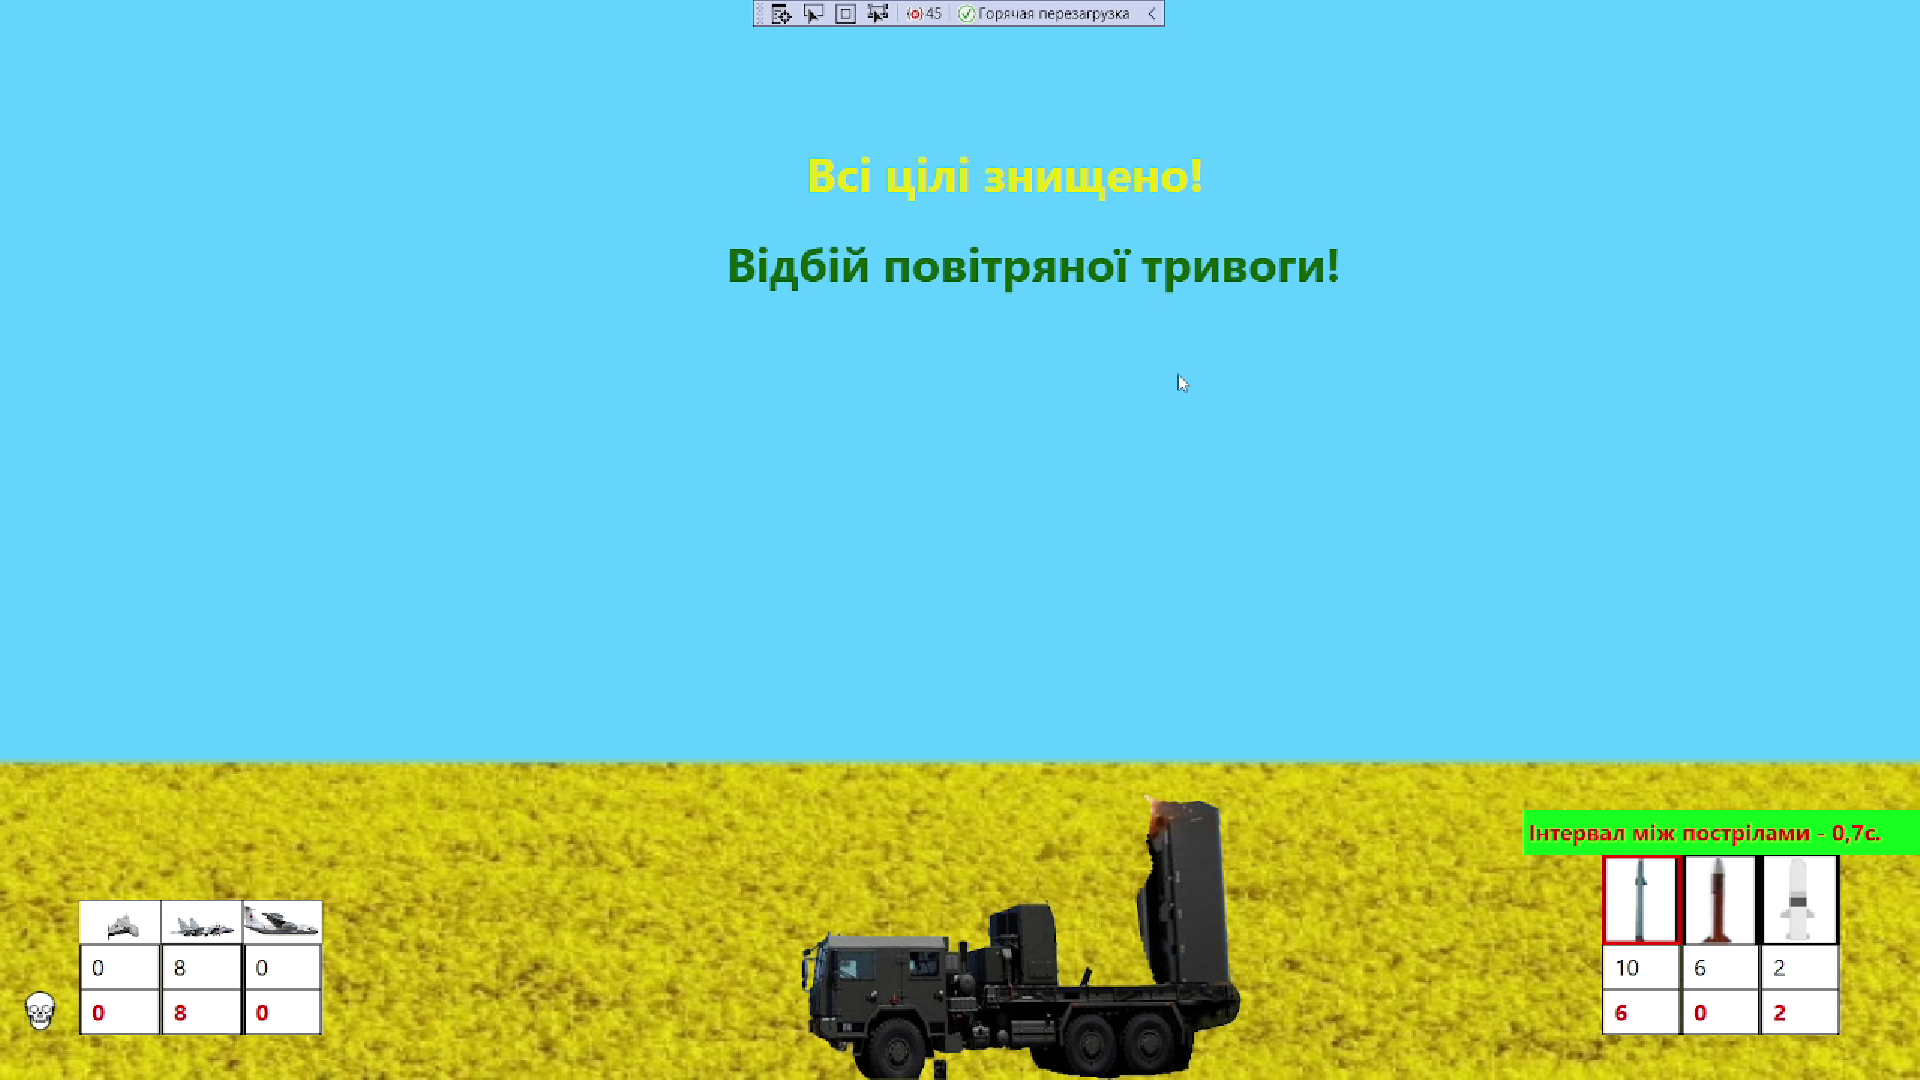 45 Горячая перезагрузка
Всі цілі знищено!
Відбій повітряної тривоги!
Інтервал між пострілами - 0,7с.
0 8 0
0 8 0
10 6 2
6 0 2